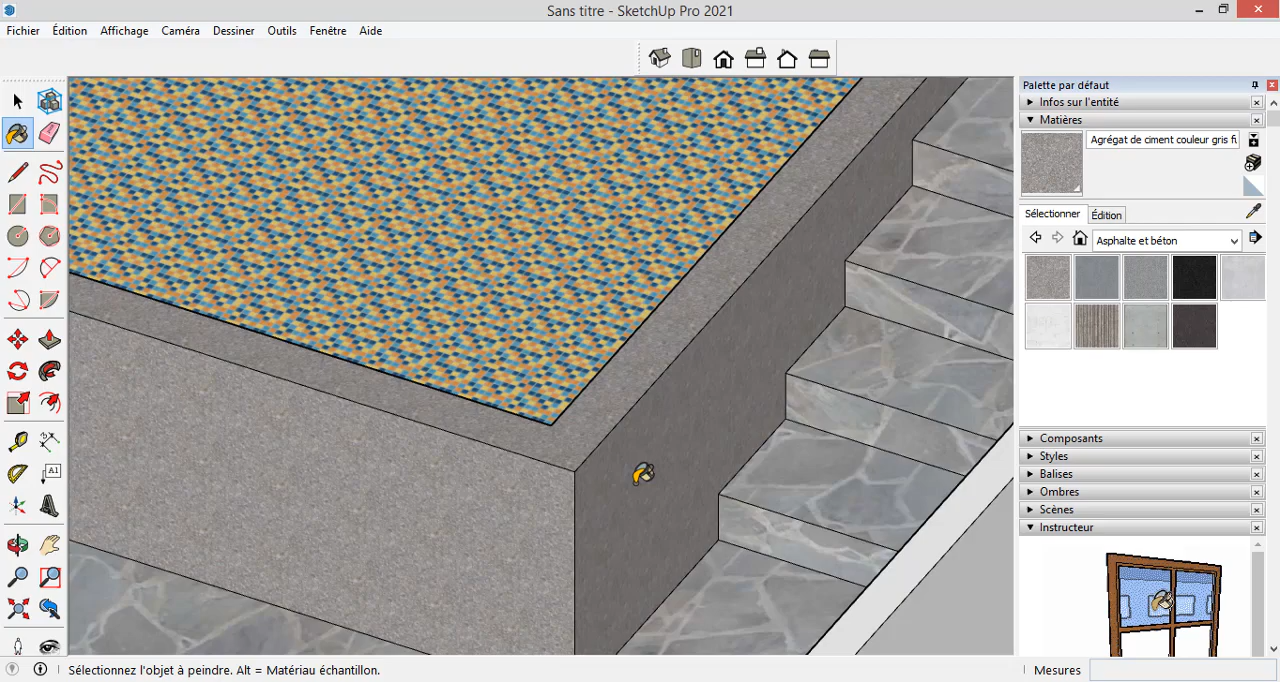 Sans titre - SketchUp Pro 2021
Fichier Édition Affichage Caméra Dessiner Outils Fenêtre Aide
Palette par défaut
Infos sur l'entité
Matières
Agrégat de ciment couleur gris f
Sélectionner Édition
Asphalte et béton
A1
Composants
Styles
Balises
Ombres
Scènes
Instructeur
Sélectionnez l'objet à peindre. Alt = Matériau échantillon.
Mesures